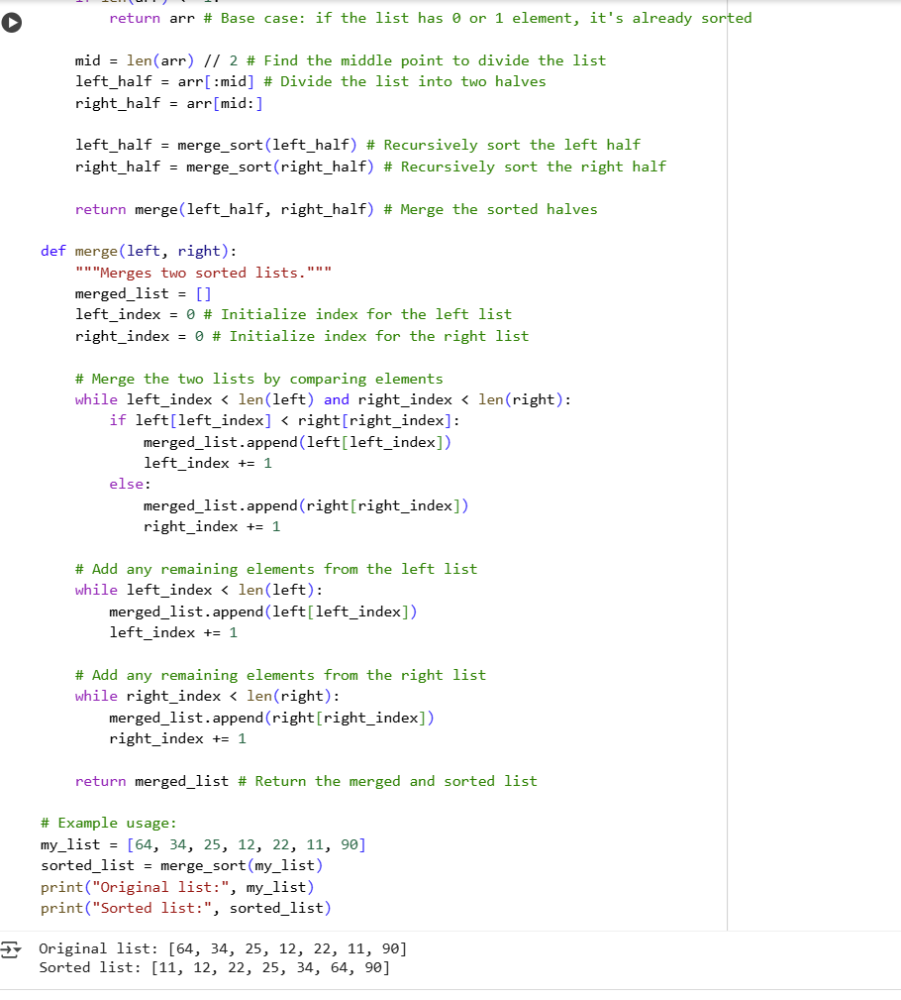 return arr # Base case: if the list has 0 or 1 element, it's already sorted

    mid = len(arr) // 2 # Find the middle point to divide the list
    left_half = arr[:mid] # Divide the list into two halves
    right_half = arr[mid:]

    left_half = merge_sort(left_half) # Recursively sort the left half
    right_half = merge_sort(right_half) # Recursively sort the right half

    return merge(left_half, right_half) # Merge the sorted halves

def merge(left, right):
    """Merges two sorted lists."""
    merged_list = []
    left_index = 0 # Initialize index for the left list
    right_index = 0 # Initialize index for the right list

    # Merge the two lists by comparing elements
    while left_index < len(left) and right_index < len(right):
        if left[left_index] < right[right_index]:
            merged_list.append(left[left_index])
            left_index += 1
        else:
            merged_list.append(right[right_index])
            right_index += 1

    # Add any remaining elements from the left list
    while left_index < len(left):
        merged_list.append(left[left_index])
        left_index += 1

    # Add any remaining elements from the right list
    while right_index < len(right):
        merged_list.append(right[right_index])
        right_index += 1

    return merged_list # Return the merged and sorted list

# Example usage:
my_list = [64, 34, 25, 12, 22, 11, 90]
sorted_list = merge_sort(my_list)
print("Original list:", my_list)
print("Sorted list:", sorted_list)

Original list: [64, 34, 25, 12, 22, 11, 90]
Sorted list: [11, 12, 22, 25, 34, 64, 90]